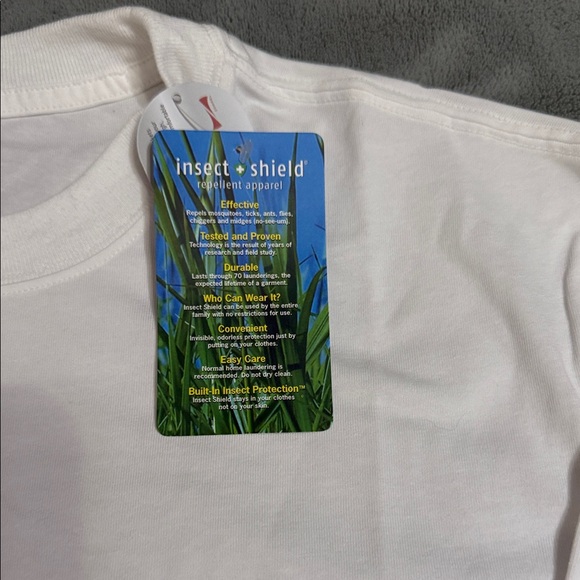 insect + shield®
repellent apparel
Effective
Repels mosquitoes, ticks, ants, flies,
chiggers and midges (no-see-um).
Tested and Proven
Technology is the result of years of
research and field study.
Durable
Lasts through 70 launderings, the
expected lifetime of a garment.
Who Can Wear It?
Insect Shield can be used by the entire
family with no restrictions for use.
Convenient
Invisible, odorless protection just by
putting on your clothes.
Easy Care
Normal home laundering is
recommended. Do not dry clean.
Built-In Insect Protection™
Insect Shield stays in your clothes
not on your skin.